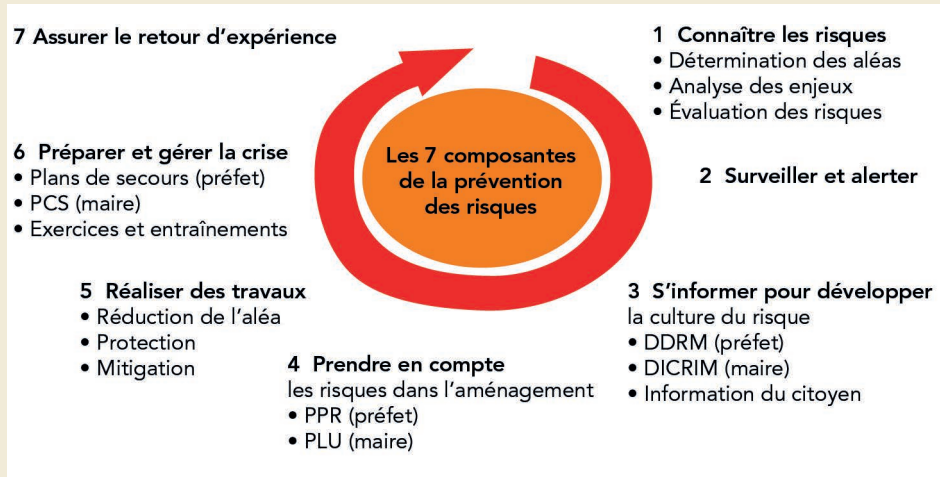 Les 7 composantes
de la prévention
des risques
1 Connaître les risques
• Détermination des aléas
• Analyse des enjeux
• Évaluation des risques
2 Surveiller et alerter
3 S’informer pour développer
la culture du risque
• DDRM (préfet)
• DICRIM (maire)
• Information du citoyen
4 Prendre en compte
les risques dans l’aménagement
• PPR (préfet)
• PLU (maire)
5 Réaliser des travaux
• Réduction de l’aléa
• Protection
• Mitigation
6 Préparer et gérer la crise
• Plans de secours (préfet)
• PCS (maire)
• Exercices et entraînements
7 Assurer le retour d’expérience